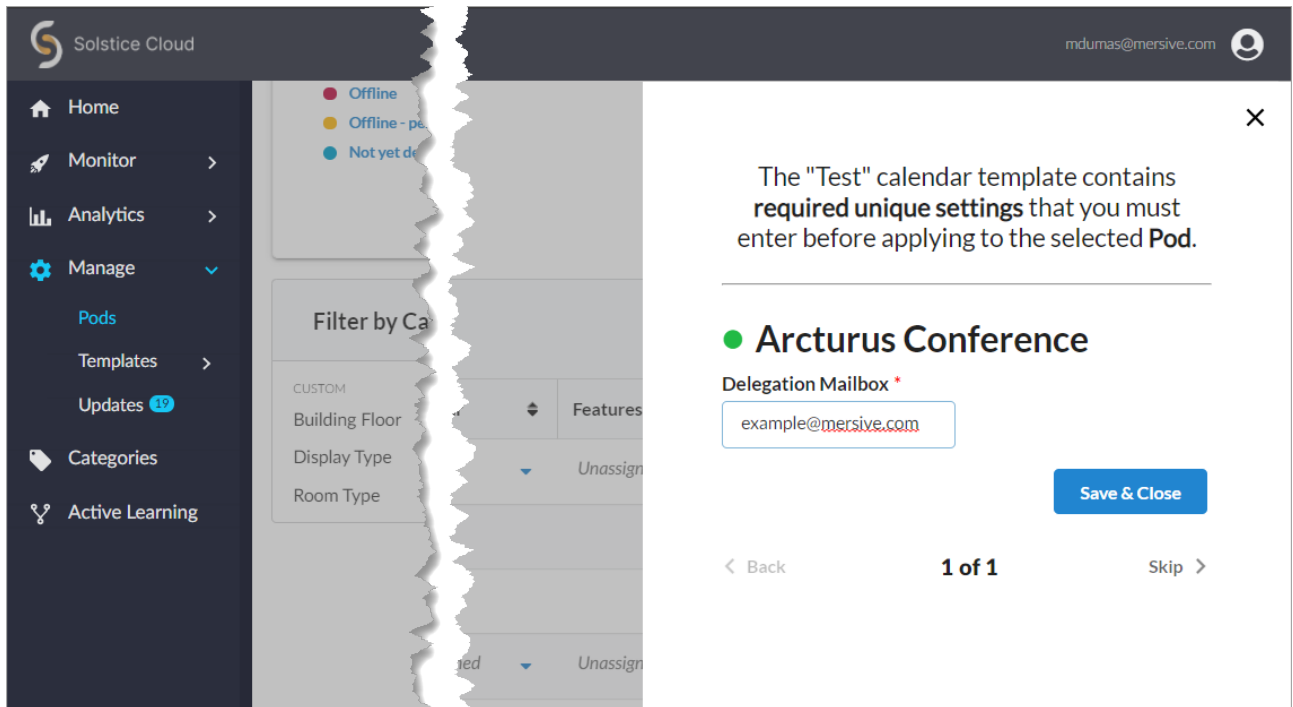 Solstice Cloud
mdumas@mersive.com
Home
Monitor
Analytics
Manage
Pods
Templates
Updates 19
Categories
Active Learning
Offline
Offline -
Not yet
Filter by
CUSTOM
Building Floor
Display Type
Room Type
Features
The "Test" calendar template contains
required unique settings that you must
enter before applying to the selected Pod.
Arcturus Conference
Delegation Mailbox *
example@mersive.com
Save & Close
Back
1 of 1
Skip